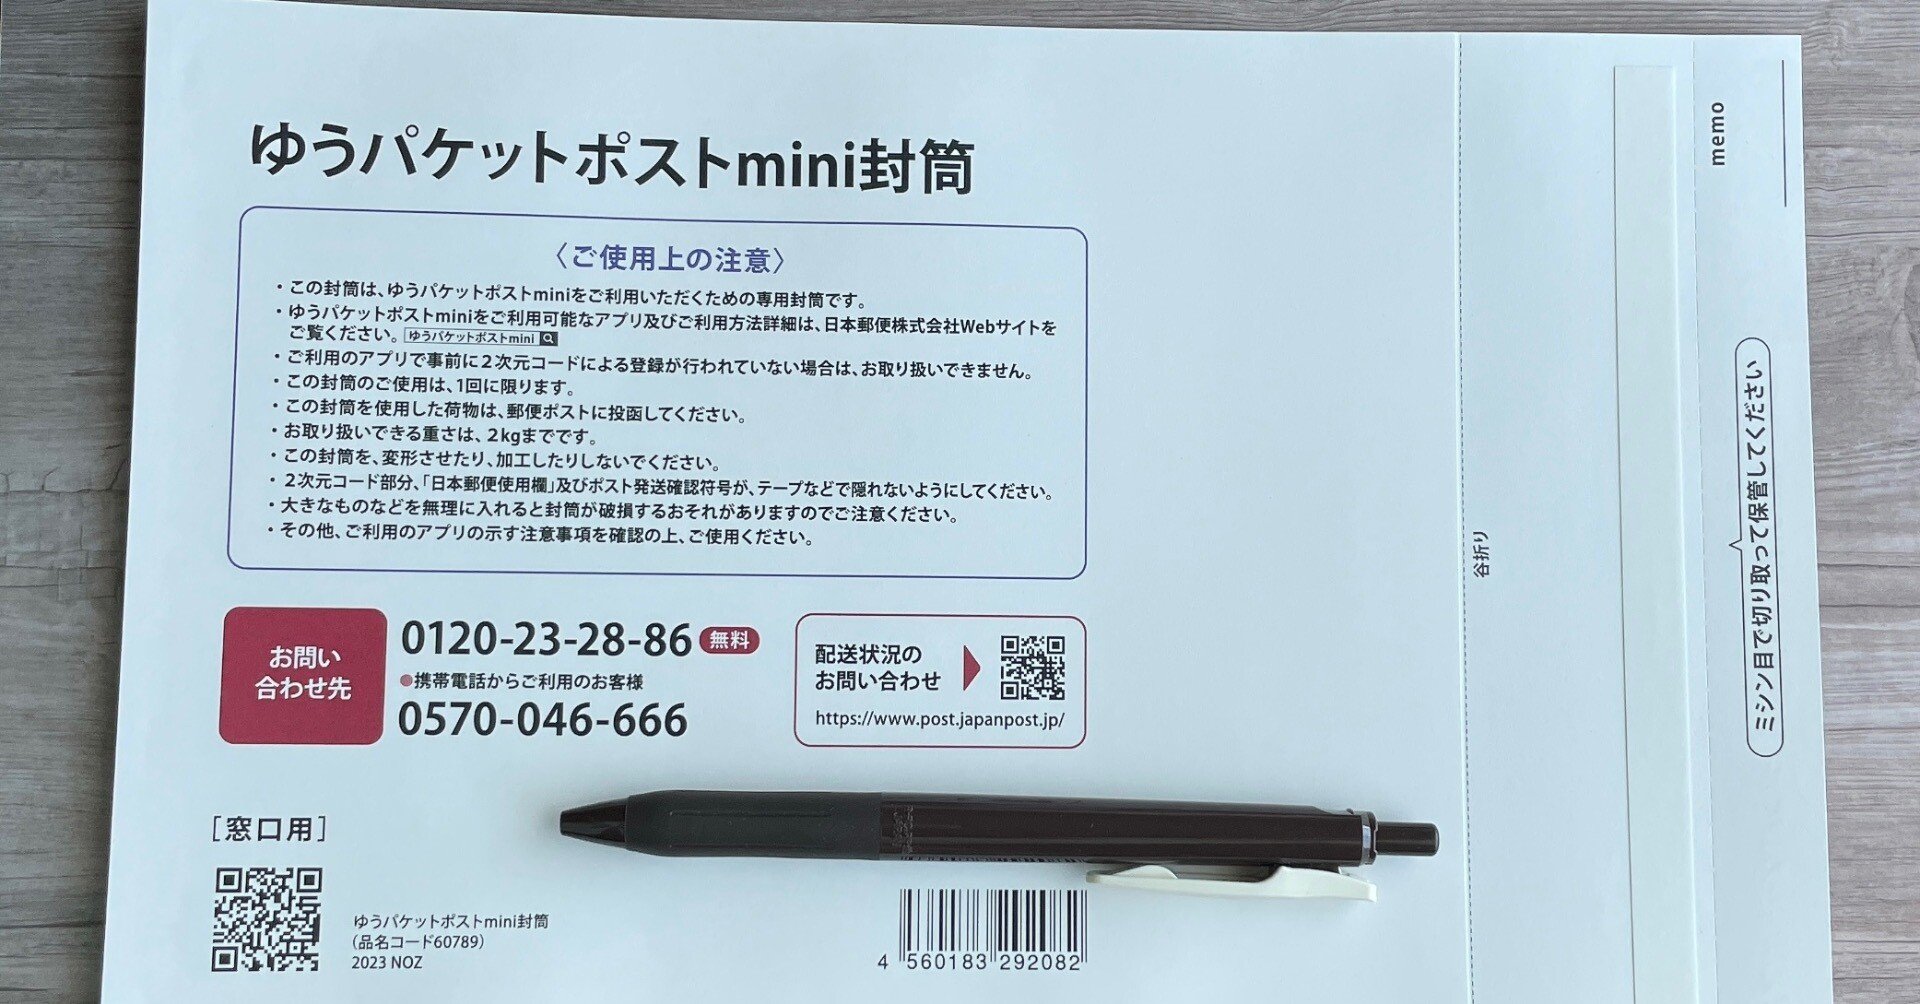 ゆうパケットポストmini封筒
〈ご使用上の注意〉
・この封筒は、ゆうパケットポストminiをご利用いただくための専用封筒です。
・ゆうパケットポストminiをご利用可能なアプリ及びご利用方法詳細は、日本郵便株式会社Webサイトを
ご覧ください。 ゆうパケットポストmini
・ご利用のアプリで事前に２次元コードによる登録が行われていない場合は、お取り扱いできません。
・この封筒のご使用は、1回に限ります。
・この封筒を使用した荷物は、郵便ポストに投函してください。
・お取り扱いできる重さは、２kgまでです。
・この封筒を、変形させたり、加工したりしないでください。
・２次元コード部分、「日本郵便使用欄」及びポスト発送確認符号が、テープなどで隠れないようにしてください。
・大きなものなどを無理に入れると封筒が破損するおそれがありますのでご注意ください。
・その他、ご利用のアプリの示す注意事項を確認の上、ご使用ください。
お問い
合わせ先
0120-23-28-86 無料
●携帯電話からご利用のお客様
0570-046-666
配送状況の
お問い合わせ
https://www.post.japanpost.jp/
［窓口用］
ゆうパケットポストmini封筒
（品名コード60789）
2023 NOZ
4 560183 292082
谷折り
memo
ミシン目で切り取って保管してください